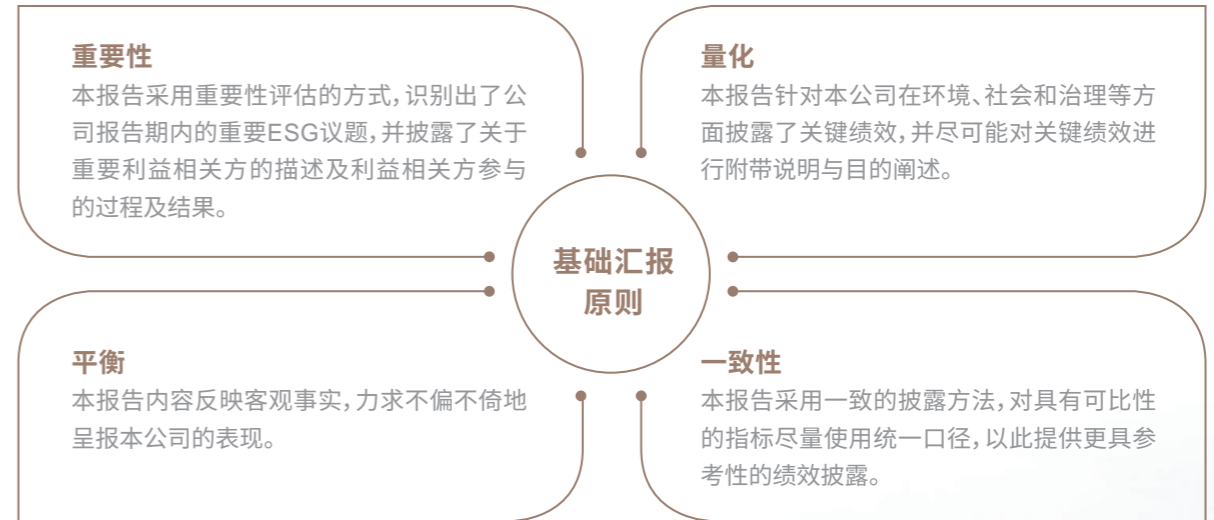 重要性
本报告采用重要性评估的方式，识别出了公
司报告期内的重要ESG议题，并披露了关于
重要利益相关方的描述及利益相关方参与
的过程及结果。
量化
本报告针对本公司在环境、社会和治理等方
面披露了关键绩效，并尽可能对关键绩效进
行附带说明与目的阐述。
基础汇报
原则
平衡
本报告内容反映客观事实，力求不偏不倚地
呈报本公司的表现。
一致性
本报告采用一致的披露方法，对具有可比性
的指标尽量使用统一口径，以此提供更具参
考性的绩效披露。